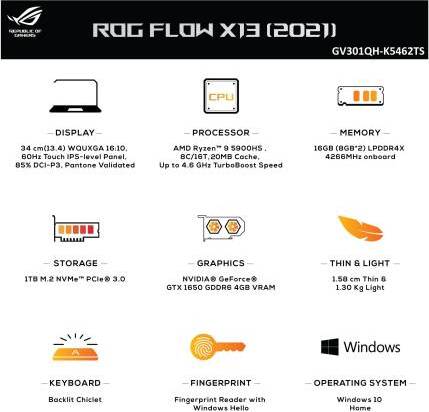 REPUBLIC OF
GAMERS
ROG FLOW X13 (2021)
GV301QH-K5462TS
DISPLAY
34 cm(13.4) WQUXGA 16:10,
60Hz Touch IPS-level Panel,
85% DCI-P3, Pantone Validated
CPU
PROCESSOR
AMD Ryzen™ 9 5900HS ,
8C/16T,20MB Cache,
Up to 4.6 GHz TurboBoost Speed
MEMORY
16GB (8GB*2) LPDDR4X
4266MHz onboard
STORAGE
1TB M.2 NVMe™ PCIe® 3.0
GRAPHICS
NVIDIA® GeForce®
GTX 1650 GDDR6 4GB VRAM
THIN & LIGHT
1.58 cm Thin &
1.30 Kg Light
A
KEYBOARD
Backlit Chiclet
FINGERPRINT
Fingerprint Reader with
Windows Hello
Windows
OPERATING SYSTEM
Windows 10
Home